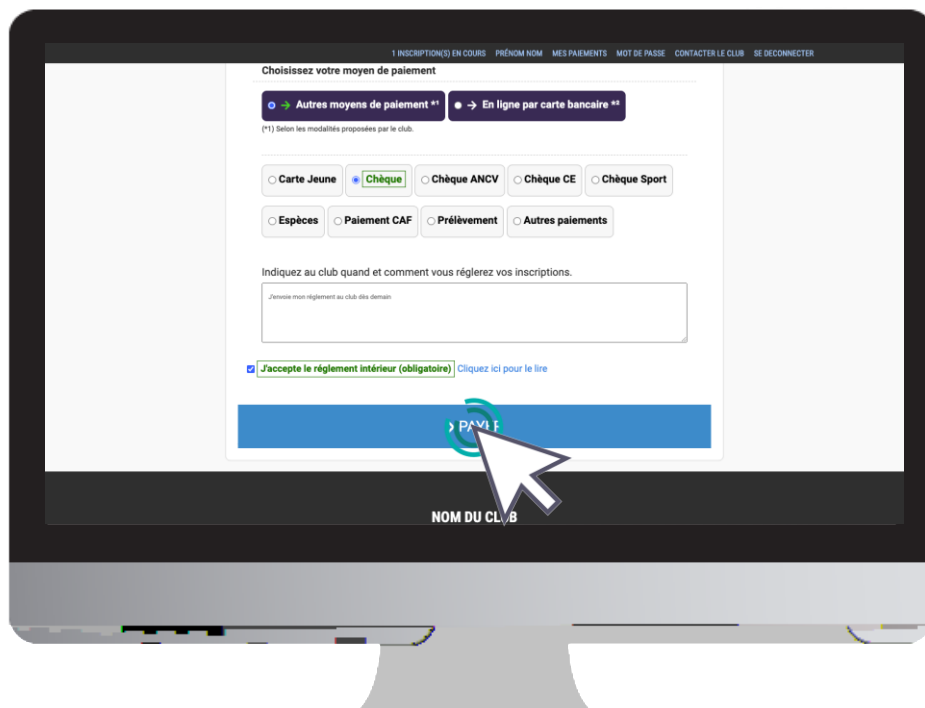 1 INSCRIPTION(S) EN COURS PRÉNOM NOM MES PAIEMENTS MOT DE PASSE CONTACTER LE CLUB SE DECONNECTER
Choisissez votre moyen de paiement
→ Autres moyens de paiement *¹ → En ligne par carte bancaire *²
(*1) Selon les modalités proposées par le club.
Carte Jeune Chèque Chèque ANCV Chèque CE Chèque Sport
Espèces Paiement CAF Prélèvement Autres paiements
Indiquez au club quand et comment vous réglerez vos inscriptions.
J'envoie mon réglement au club dès demain
J'accepte le réglement intérieur (obligatoire) Cliquez ici pour le lire
PAYER
NOM DU CLUB